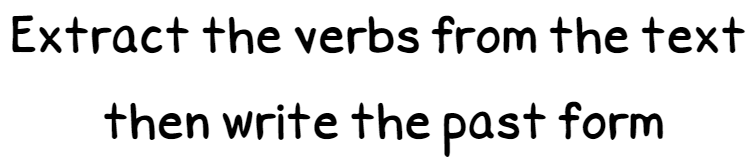 Extract the verbs from the text
then write the past form